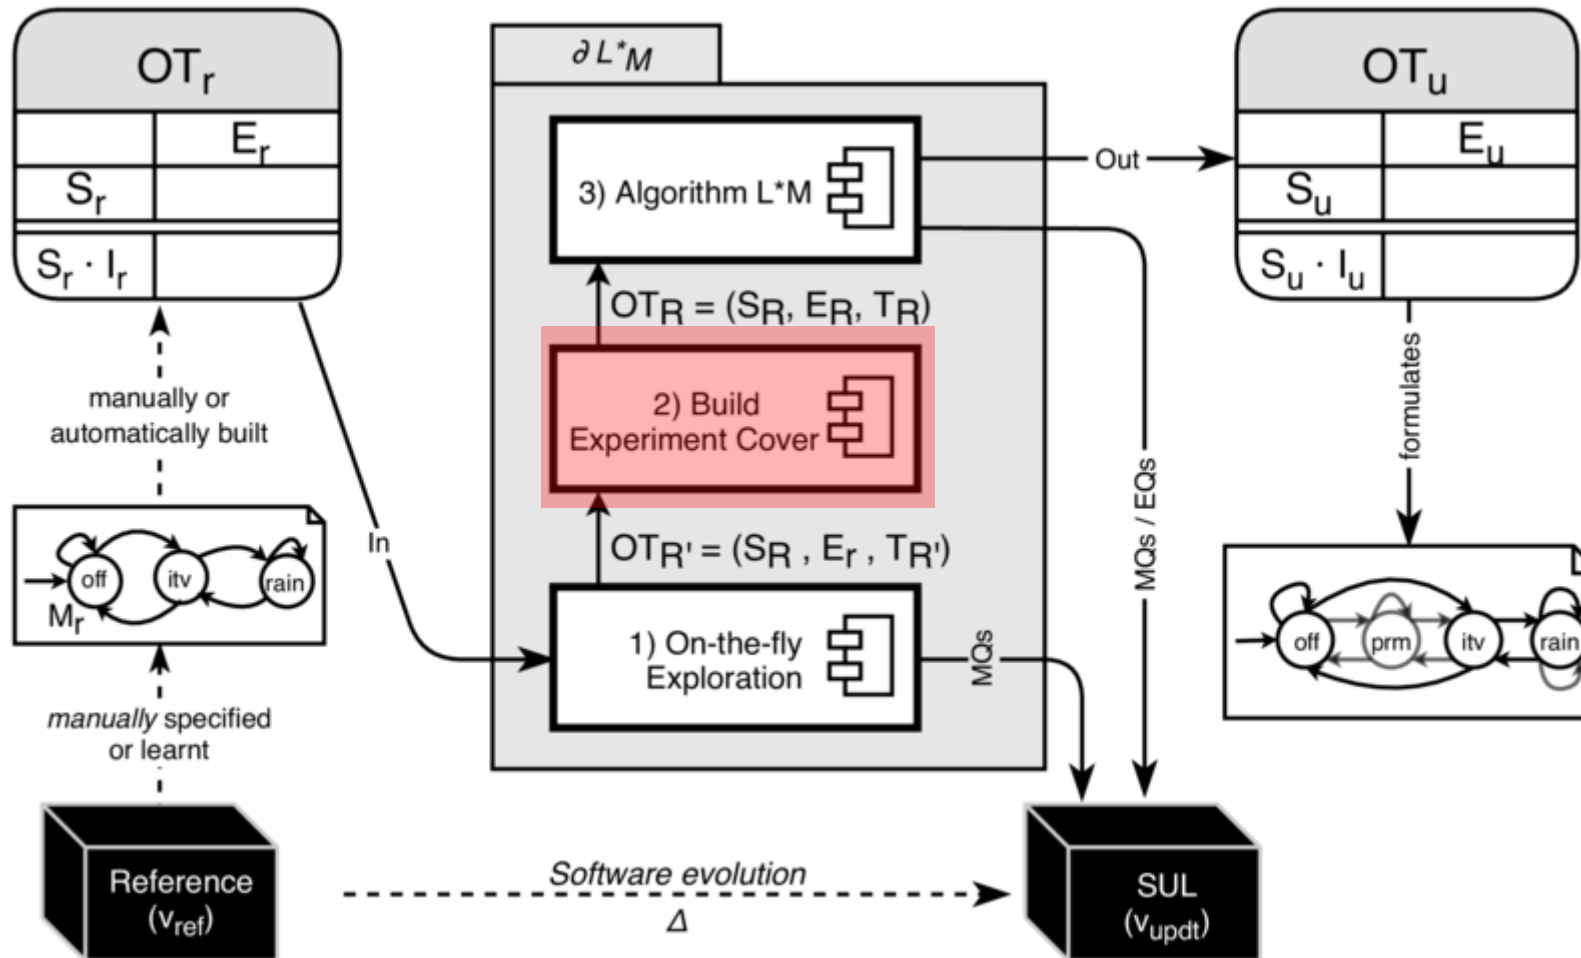 OTr
Er
Sr
Sr · Ir
manually or
automatically built
off
itv
rain
Mr
manually specified
or learnt
Reference
(vref)
In
∂ L*M
3) Algorithm L*M
OTR = (SR, ER, TR)
2) Build
Experiment Cover
OTR' = (SR , Er , TR')
1) On-the-fly
Exploration
MQs
MQs / EQs
Out
Software evolution
Δ
SUL
(vupdt)
OTu
Eu
Su
Su · Iu
formulates
off
prm
itv
rain